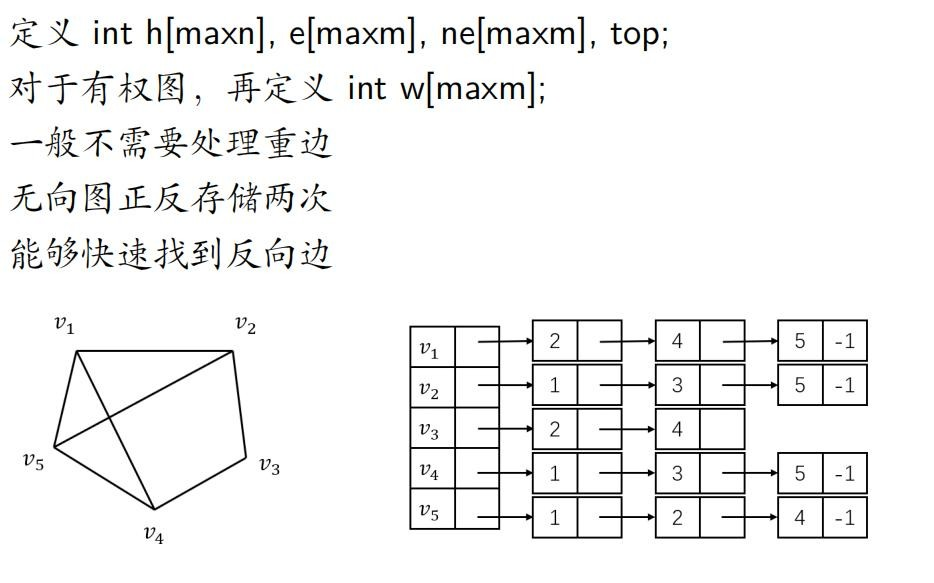 定义 int h[maxn], e[maxm], ne[maxm], top;
对于有权图，再定义 int w[maxm];
一般不需要处理重边
无向图正反存储两次
能够快速找到反向边
v1 v2
v5 v3
v4
v1 2 4 5 -1
v2 1 3 5 -1
v3 2 4
v4 1 3 5 -1
v5 1 2 4 -1